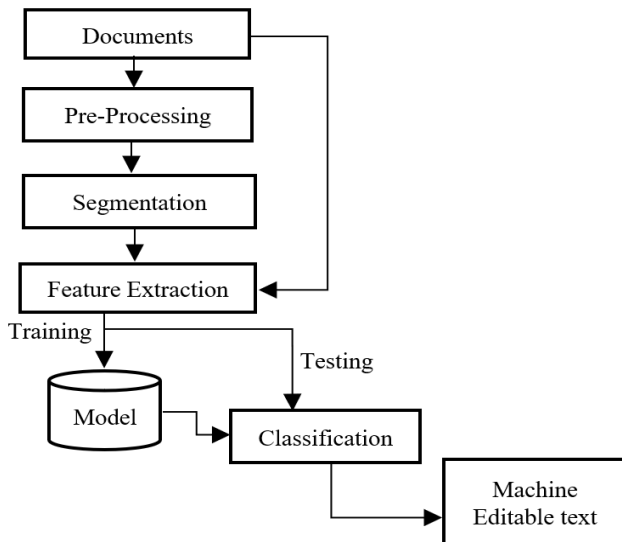 Documents
Pre-Processing
Segmentation
Feature Extraction
Training
Testing
Model
Classification
Machine
Editable text